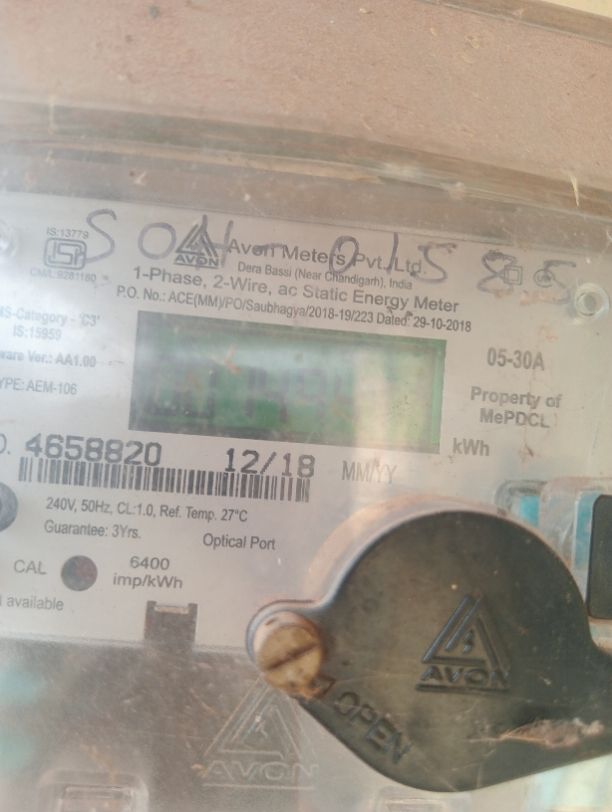 SOH-01585
IS:13779
ISI
CM/L 9281180
AVON
Avon Meters Pvt. Ltd.
Dera Bassi (Near Chandigarh), India
1-Phase, 2-Wire, ac Static Energy Meter
P.O. No.: ACE(MM)/PO/Saubhagya/2018-19/223 Dated: 29-10-2018
-Category - 'C3'
IS:15959
ware Ver.: AA1.00
YPE: AEM-106
05-30A
Property of
MePDCL
kWh
4658820 12/18 MM/YY
240V, 50Hz, CL:1.0, Ref. Temp. 27°C
Guarantee: 3Yrs.
Optical Port
CAL
6400
imp/kWh
available
AVON
OPEN
AVON